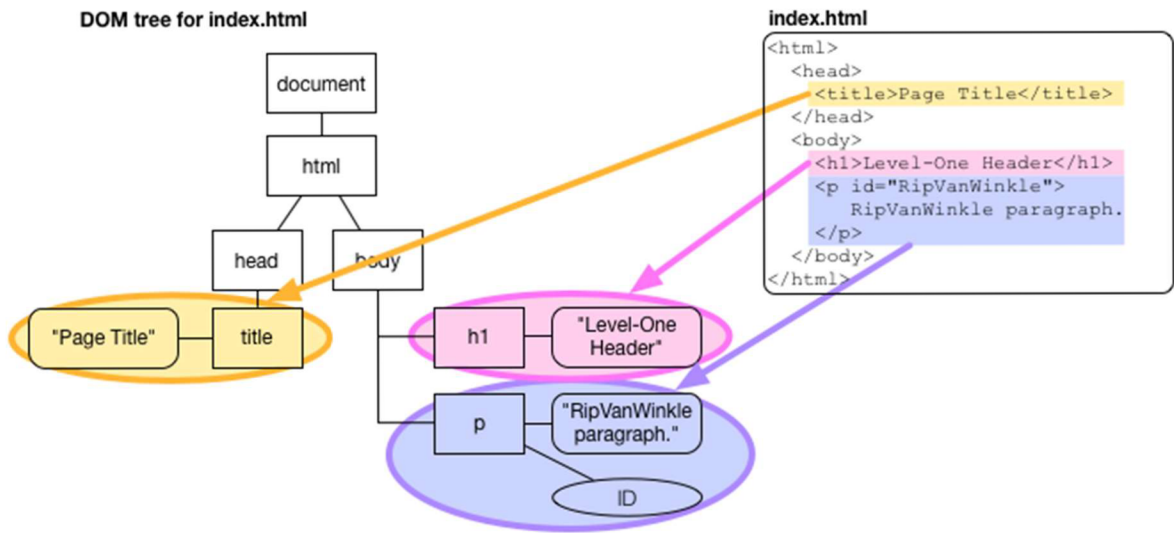 DOM tree for index.html
document
html
head
body
"Page Title"
title
h1
"Level-One
Header"
p
"RipVanWinkle
paragraph."
ID
index.html
<html>
<head>
<title>Page Title</title>
</head>
<body>
<h1>Level-One Header</h1>
<p id="RipVanWinkle">
RipVanWinkle paragraph.
</p>
</body>
</html>